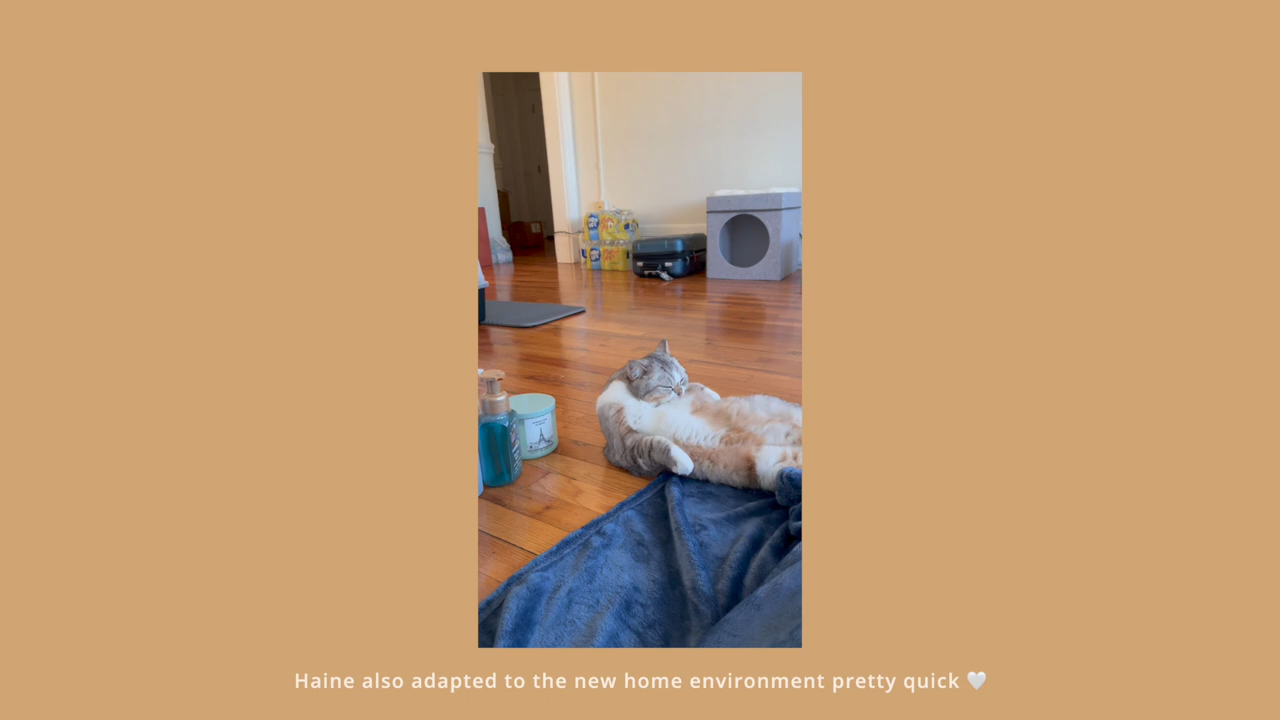 Haine also adapted to the new home environment pretty quick 🤍